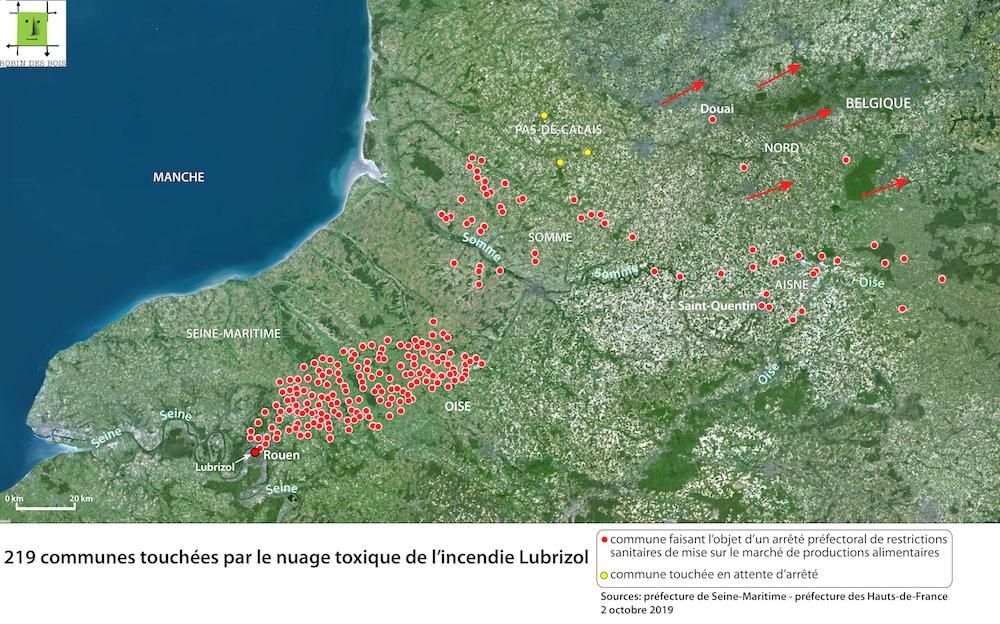 ROBIN DES BOIS
MANCHE
PAS-DE-CALAIS
Douai
BELGIQUE
NORD
Somme
SOMME
Somme
AISNE
Oise
Saint-Quentin
SEINE-MARITIME
Oise
OISE
Seine
Seine
Lubrizol
Rouen
Seine
0 km 20 km
219 communes touchées par le nuage toxique de l'incendie Lubrizol
commune faisant l'objet d'un arrêté préfectoral de restrictions
sanitaires de mise sur le marché de productions alimentaires
commune touchée en attente d'arrêté
Sources: préfecture de Seine-Maritime - préfecture des Hauts-de-France
2 octobre 2019